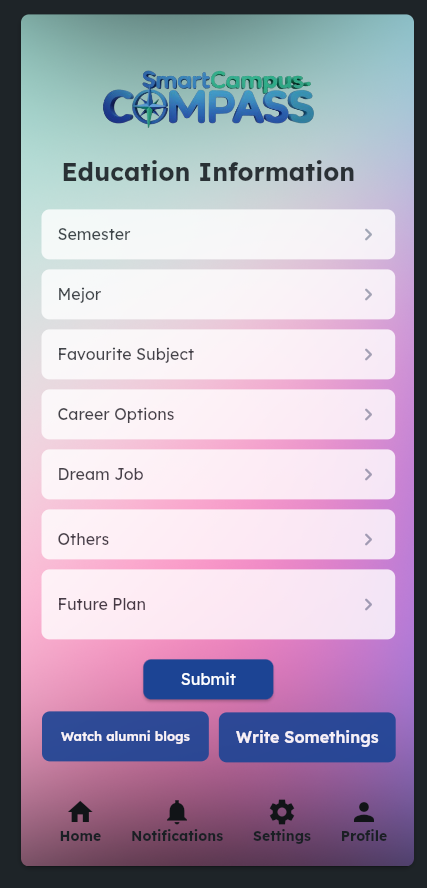 SmartCampus
COMPASS
Education Information
Semester
Mejor
Favourite Subject
Career Options
Dream Job
Others
Future Plan
Submit
Watch alumni blogs
Write Somethings
Home
Notifications
Settings
Profile